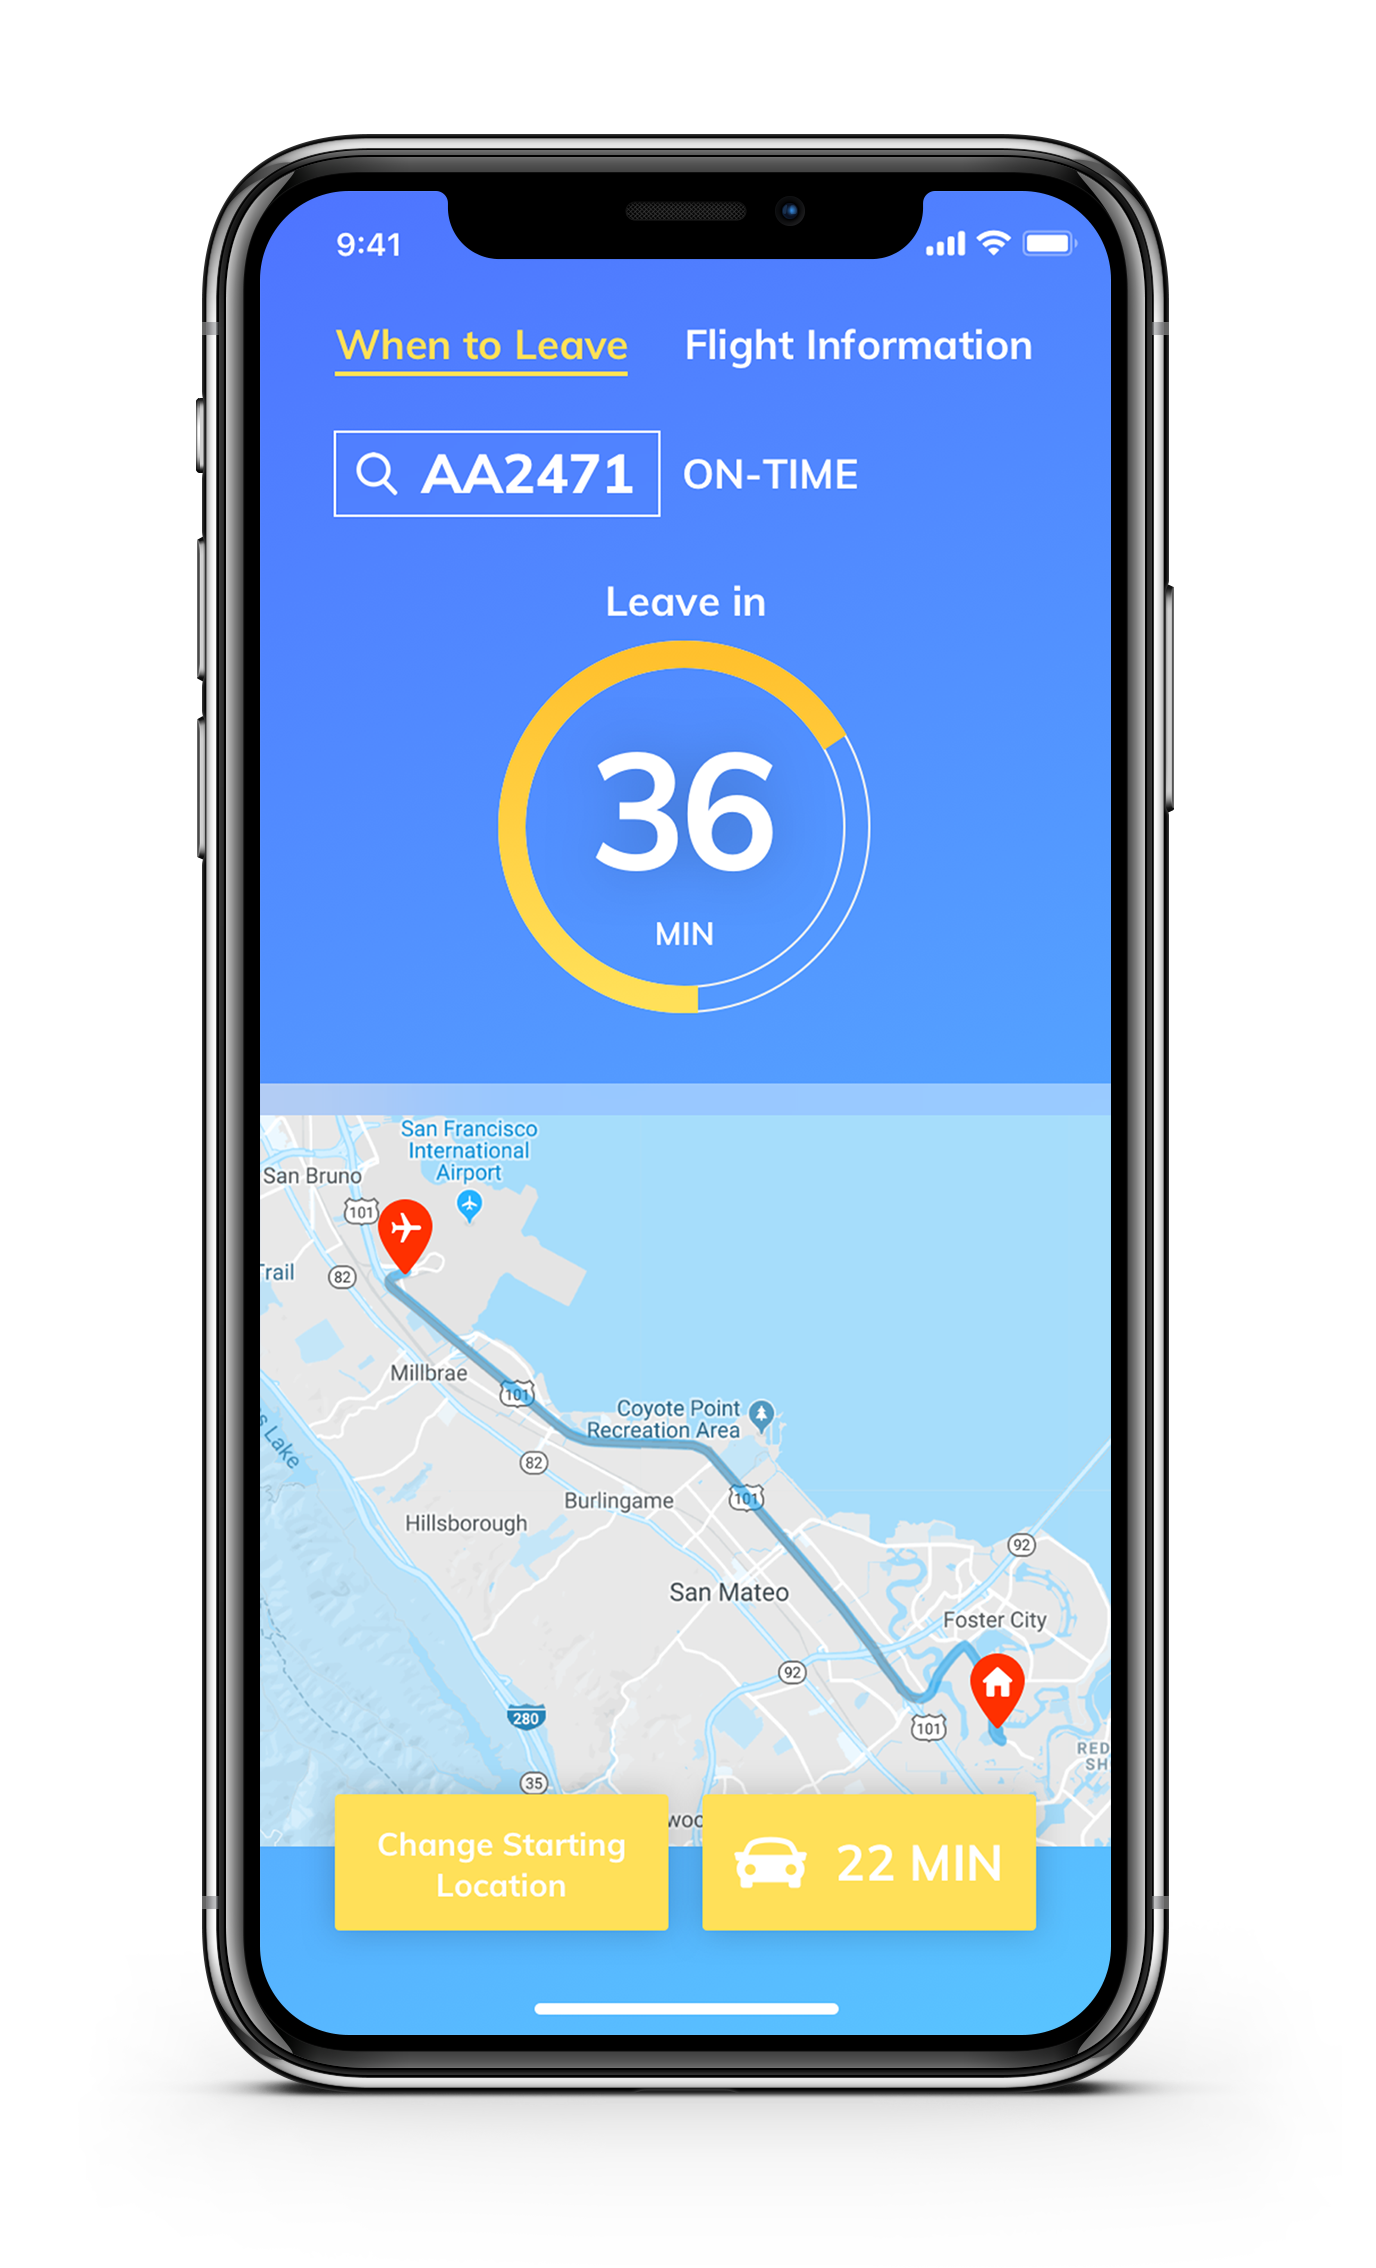 9:41
When to Leave
Flight Information
AA2471
ON-TIME
Leave in
36
MIN
San Francisco
International
Airport
San Bruno
101
Trail
82
Millbrae
101
Coyote Point
Recreation Area
s Lake
82
Burlingame
101
Hillsborough
92
San Mateo
Foster City
92
280
101
RED
SH
35
woo
Change Starting
Location
22 MIN